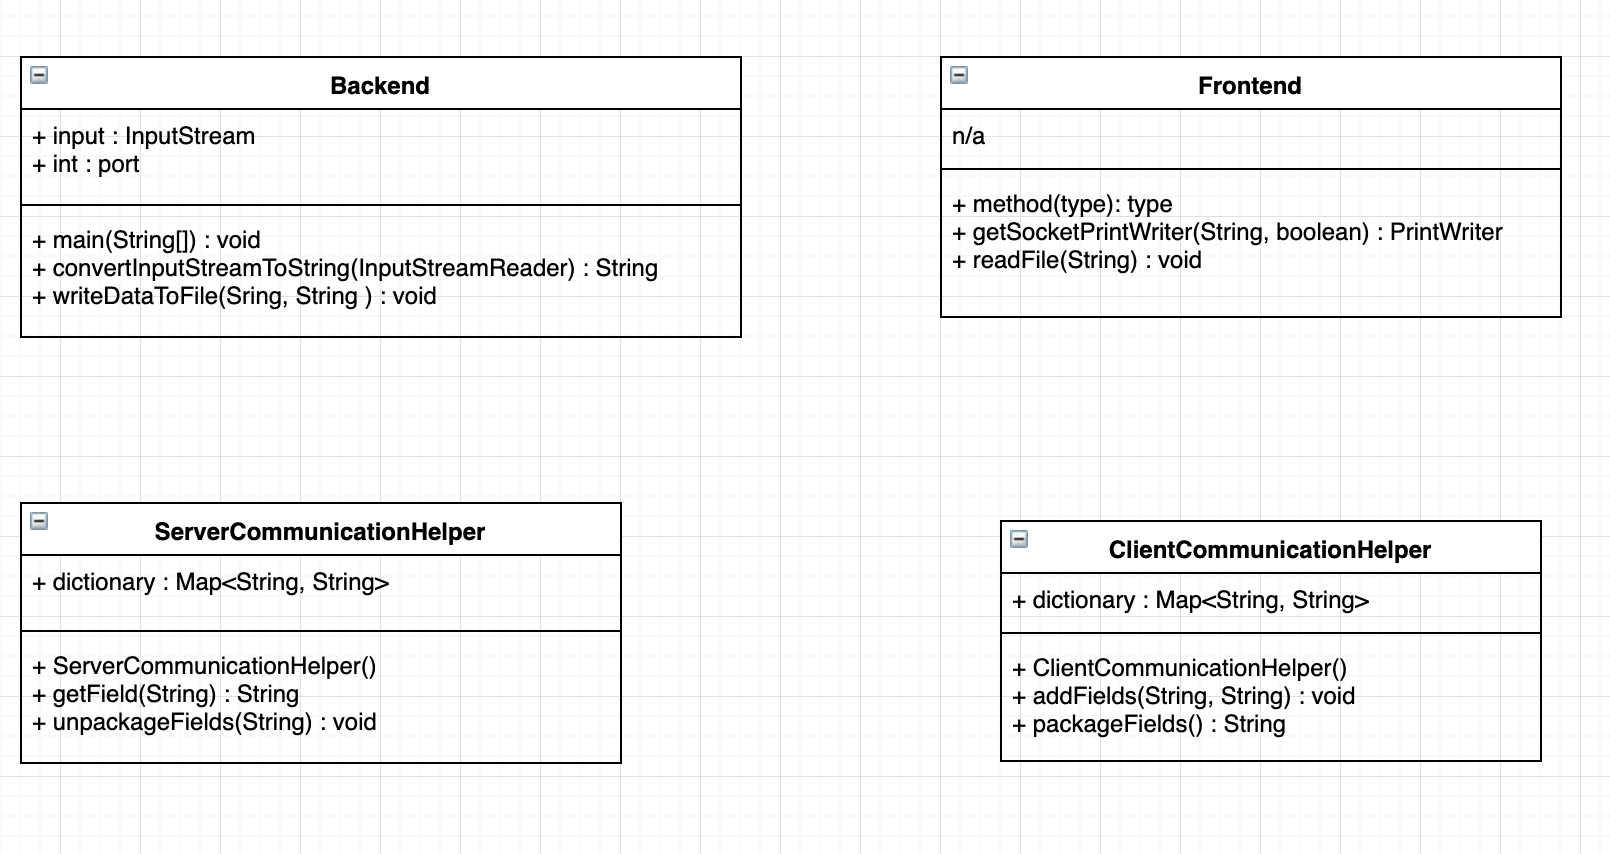 Backend
+ input : InputStream
+ int : port
+ main(String[]) : void
+ convertInputStreamToString(InputStreamReader) : String
+ writeDataToFile(Sring, String ) : void
Frontend
n/a
+ method(type): type
+ getSocketPrintWriter(String, boolean) : PrintWriter
+ readFile(String) : void
ServerCommunicationHelper
+ dictionary : Map<String, String>
+ ServerCommunicationHelper()
+ getField(String) : String
+ unpackageFields(String) : void
ClientCommunicationHelper
+ dictionary : Map<String, String>
+ ClientCommunicationHelper()
+ addFields(String, String) : void
+ packageFields() : String